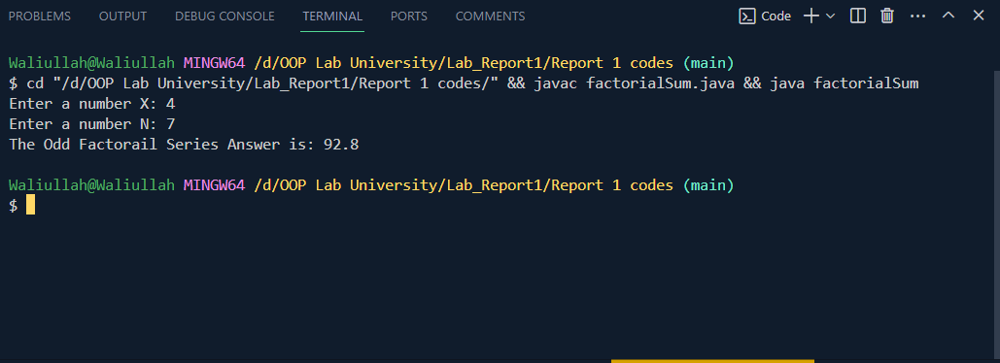 PROBLEMS OUTPUT DEBUG CONSOLE TERMINAL PORTS COMMENTS Code
Waliullah@Waliullah MINGW64 /d/OOP Lab University/Lab_Report1/Report 1 codes (main)
$ cd "/d/OOP Lab University/Lab_Report1/Report 1 codes/" && javac factorialSum.java && java factorialSum
Enter a number X: 4
Enter a number N: 7
The Odd Factorail Series Answer is: 92.8
Waliullah@Waliullah MINGW64 /d/OOP Lab University/Lab_Report1/Report 1 codes (main)
$